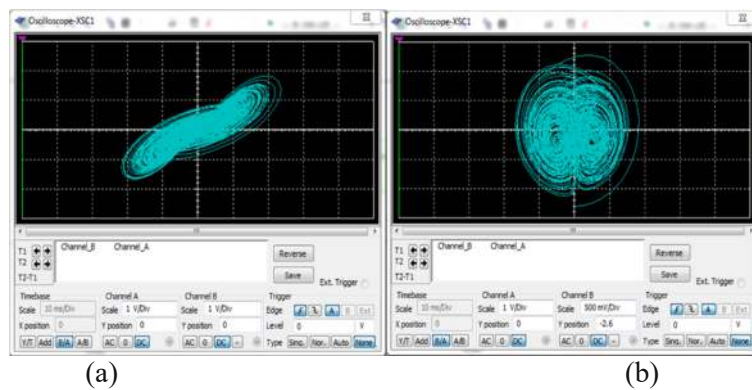 Oscilloscope-XSC1
T1
T2
T2-T1
Channel_B Channel_A
Reverse
Save
Ext. Trigger
Timebase
Scale 10 ms/Div
X position 0
Y/T Add B/A A/B
Channel A
Scale 1 V/Div
Y position 0
AC 0 DC
Channel B
Scale 1 V/Div
Y position 0
AC 0 DC -
Trigger
Edge A B Ext
Level 0 V
Type Sing. Nor. Auto None
(a)
Oscilloscope-XSC1
T1
T2
T2-T1
Channel_B Channel_A
Reverse
Save
Ext. Trigger
Timebase
Scale 10 ms/Div
X position 0
Y/T Add B/A A/B
Channel A
Scale 1 V/Div
Y position 0
AC 0 DC
Channel B
Scale 500 mV/Div
Y position -2.6
AC 0 DC -
Trigger
Edge A B Ext
Level 0 V
Type Sing. Nor. Auto None
(b)